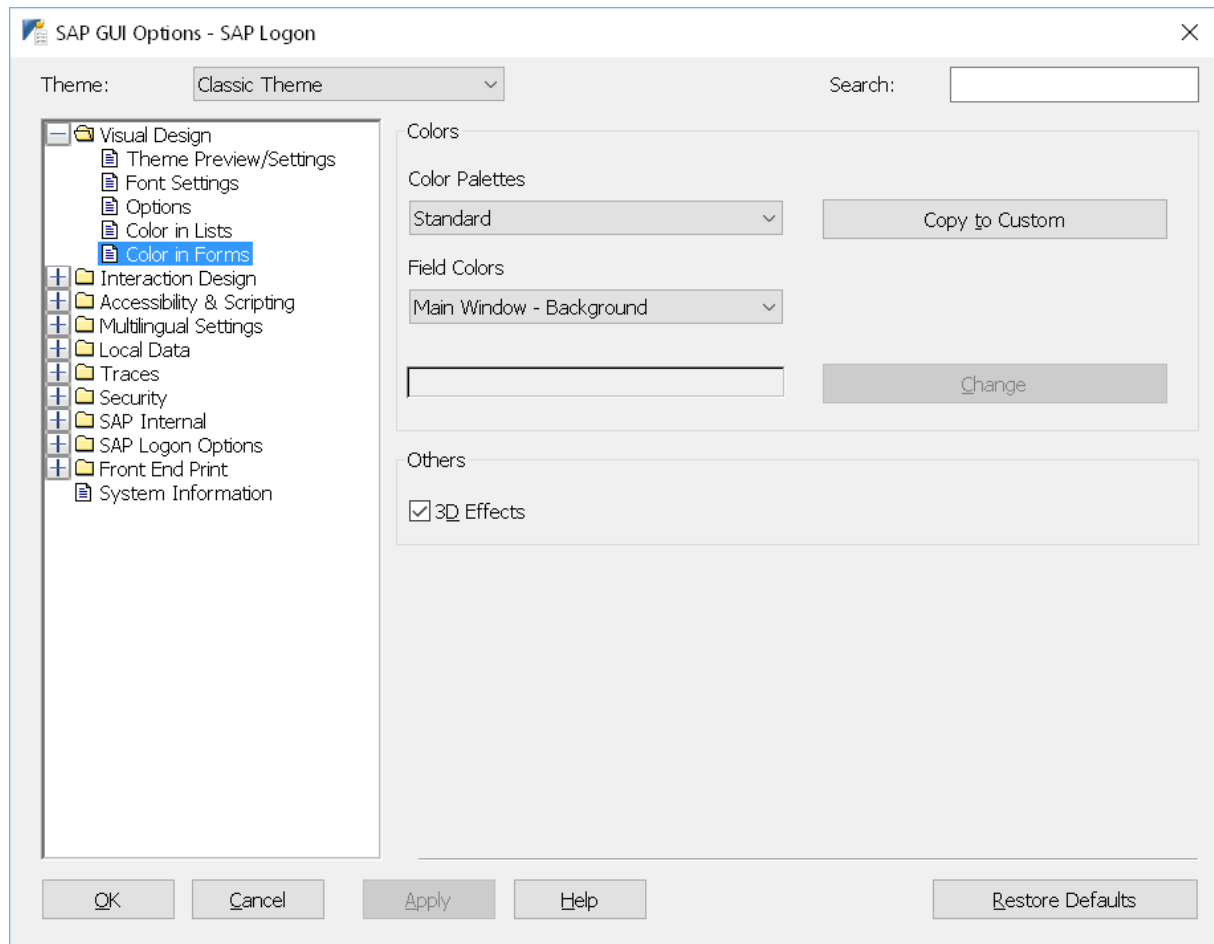 SAP GUI Options - SAP Logon
Theme: Classic Theme Search:
Visual Design
Theme Preview/Settings
Font Settings
Options
Color in Lists
Color in Forms
Interaction Design
Accessibility & Scripting
Multilingual Settings
Local Data
Traces
Security
SAP Internal
SAP Logon Options
Front End Print
System Information
Colors
Color Palettes
Standard Copy to Custom
Field Colors
Main Window - Background
Change
Others
3D Effects
OK Cancel Apply Help Restore Defaults